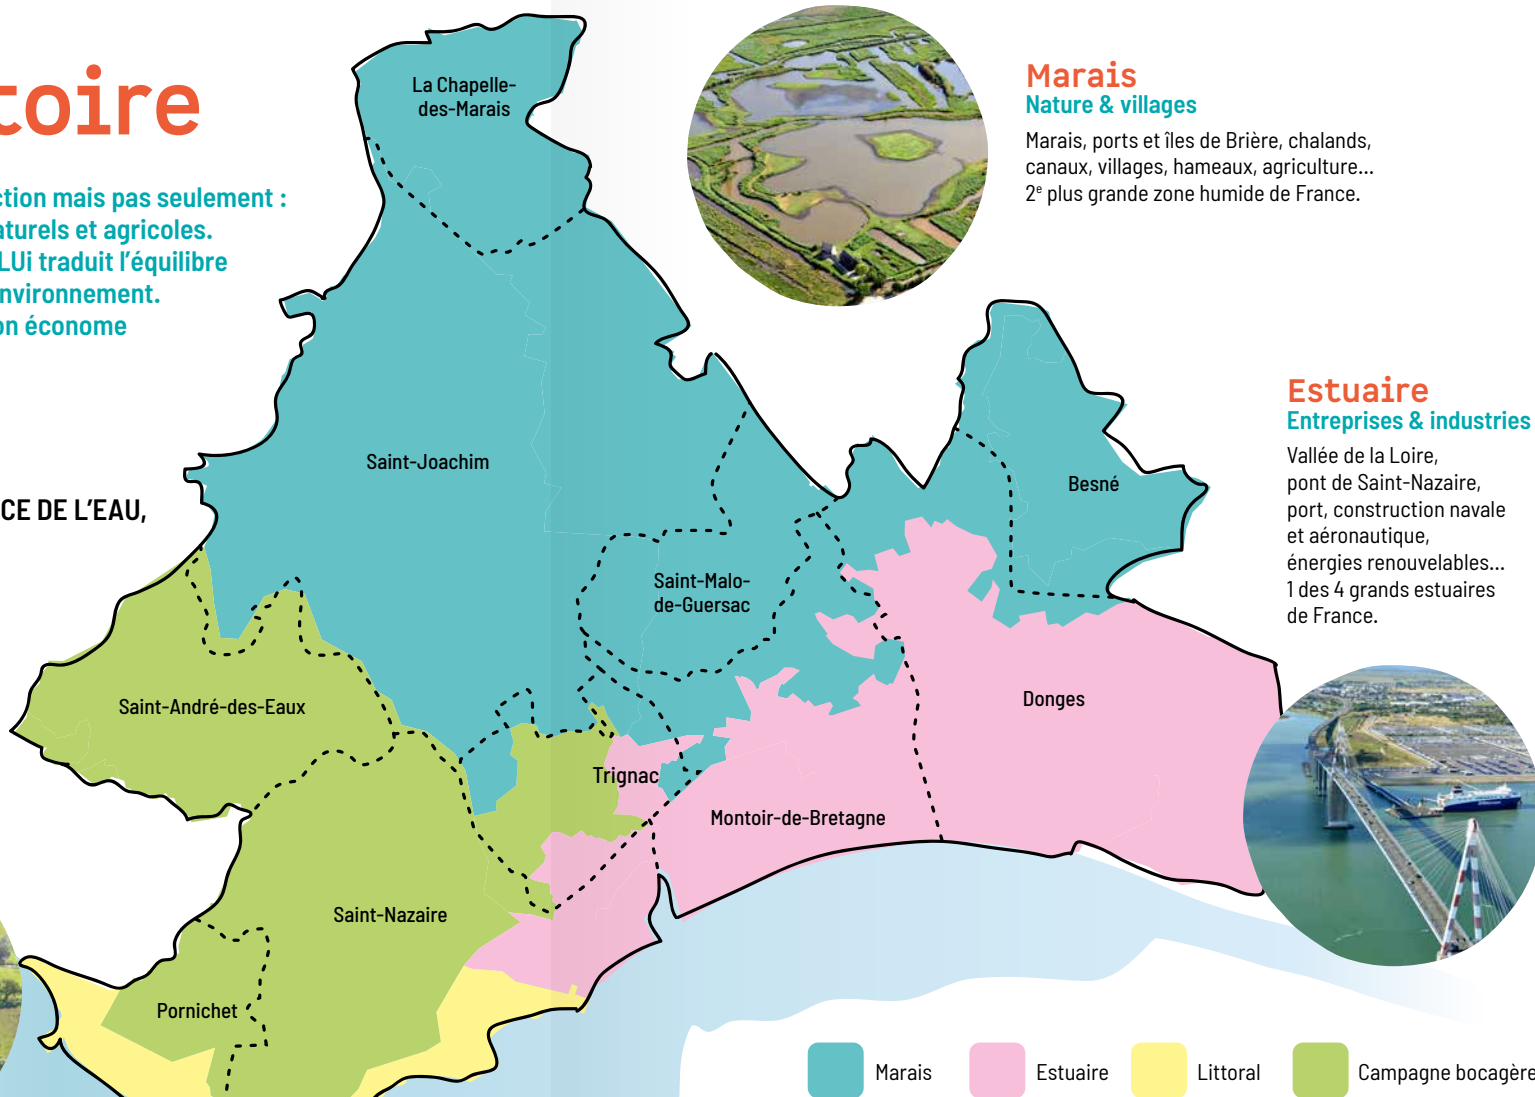 toire
ction mais pas seulement :
aturels et agricoles.
LUi traduit l’équilibre
nvironnement.
on économe
CE DE L’EAU,
Marais
Nature & villages
Marais, ports et îles de Brière, chalands,
canaux, villages, hameaux, agriculture...
2e plus grande zone humide de France.
Estuaire
Entreprises & industries
Vallée de la Loire,
pont de Saint-Nazaire,
port, construction navale
et aéronautique,
énergies renouvelables...
1 des 4 grands estuaires
de France.
La Chapelle-
des-Marais
Saint-Joachim
Besné
Saint-Malo-
de-Guersac
Saint-André-des-Eaux
Donges
Trignac
Montoir-de-Bretagne
Saint-Nazaire
Pornichet
Marais
Estuaire
Littoral
Campagne bocagère